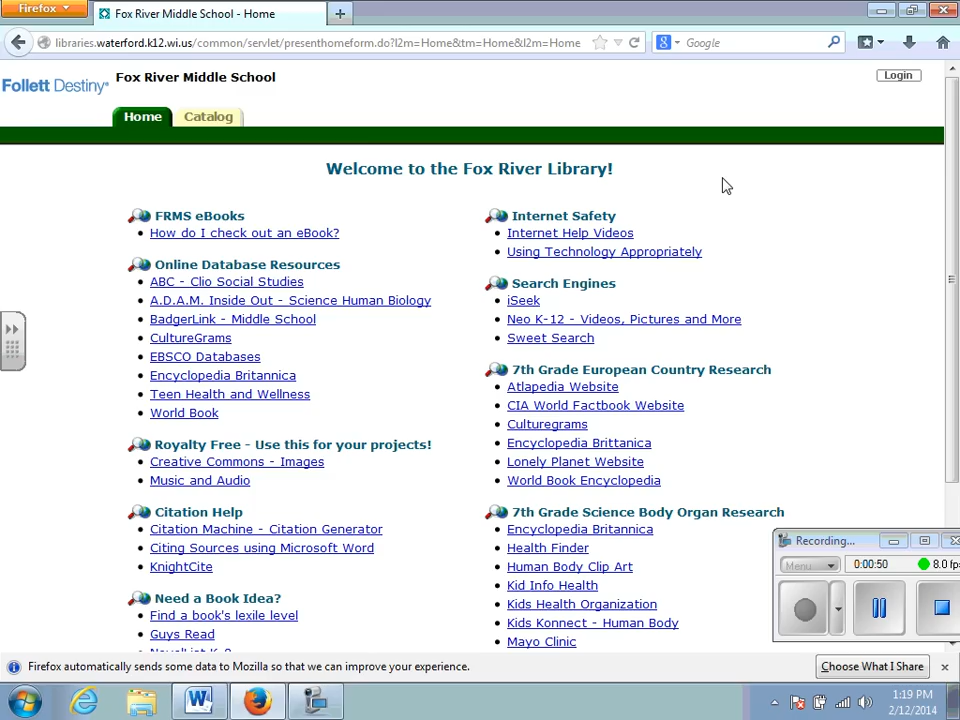 Firefox
Fox River Middle School - Home
libraries.waterford.k12.wi.us/common/servlet/presenthomeform.do?l2m=Home&tm=Home&l2m=Home
Google
Follett Destiny
Fox River Middle School
Login
Home
Catalog
Welcome to the Fox River Library!
FRMS eBooks
How do I check out an eBook?
Online Database Resources
ABC - Clio Social Studies
A.D.A.M. Inside Out - Science Human Biology
BadgerLink - Middle School
CultureGrams
EBSCO Databases
Encyclopedia Britannica
Teen Health and Wellness
World Book
Royalty Free - Use this for your projects!
Creative Commons - Images
Music and Audio
Citation Help
Citation Machine - Citation Generator
Citing Sources using Microsoft Word
KnightCite
Need a Book Idea?
Find a book's lexile level
Guys Read
Internet Safety
Internet Help Videos
Using Technology Appropriately
Search Engines
iSeek
Neo K-12 - Videos, Pictures and More
Sweet Search
7th Grade European Country Research
Atlapedia Website
CIA World Factbook Website
Culturegrams
Encyclopedia Brittanica
Lonely Planet Website
World Book Encyclopedia
7th Grade Science Body Organ Research
Encyclopedia Britannica
Health Finder
Human Body Clip Art
Kid Info Health
Kids Health Organization
Kids Konnect - Human Body
Mayo Clinic
Recording...
Menu
0:00:50
8.0 fps
Firefox automatically sends some data to Mozilla so that we can improve your experience.
Choose What I Share
1:19 PM
2/12/2014